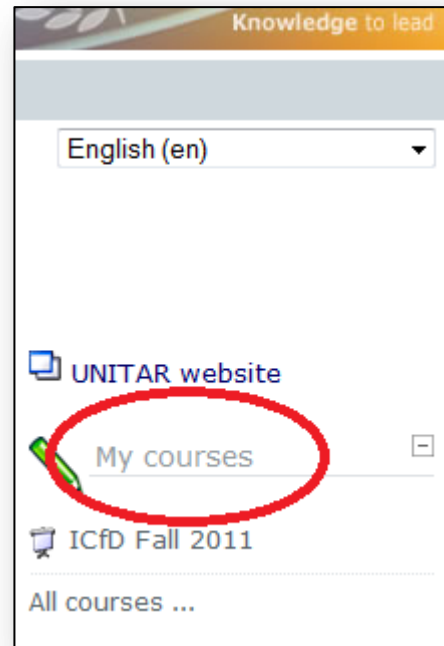 Knowledge to lead
English (en)
UNITAR website
My courses
ICfD Fall 2011
All courses ...